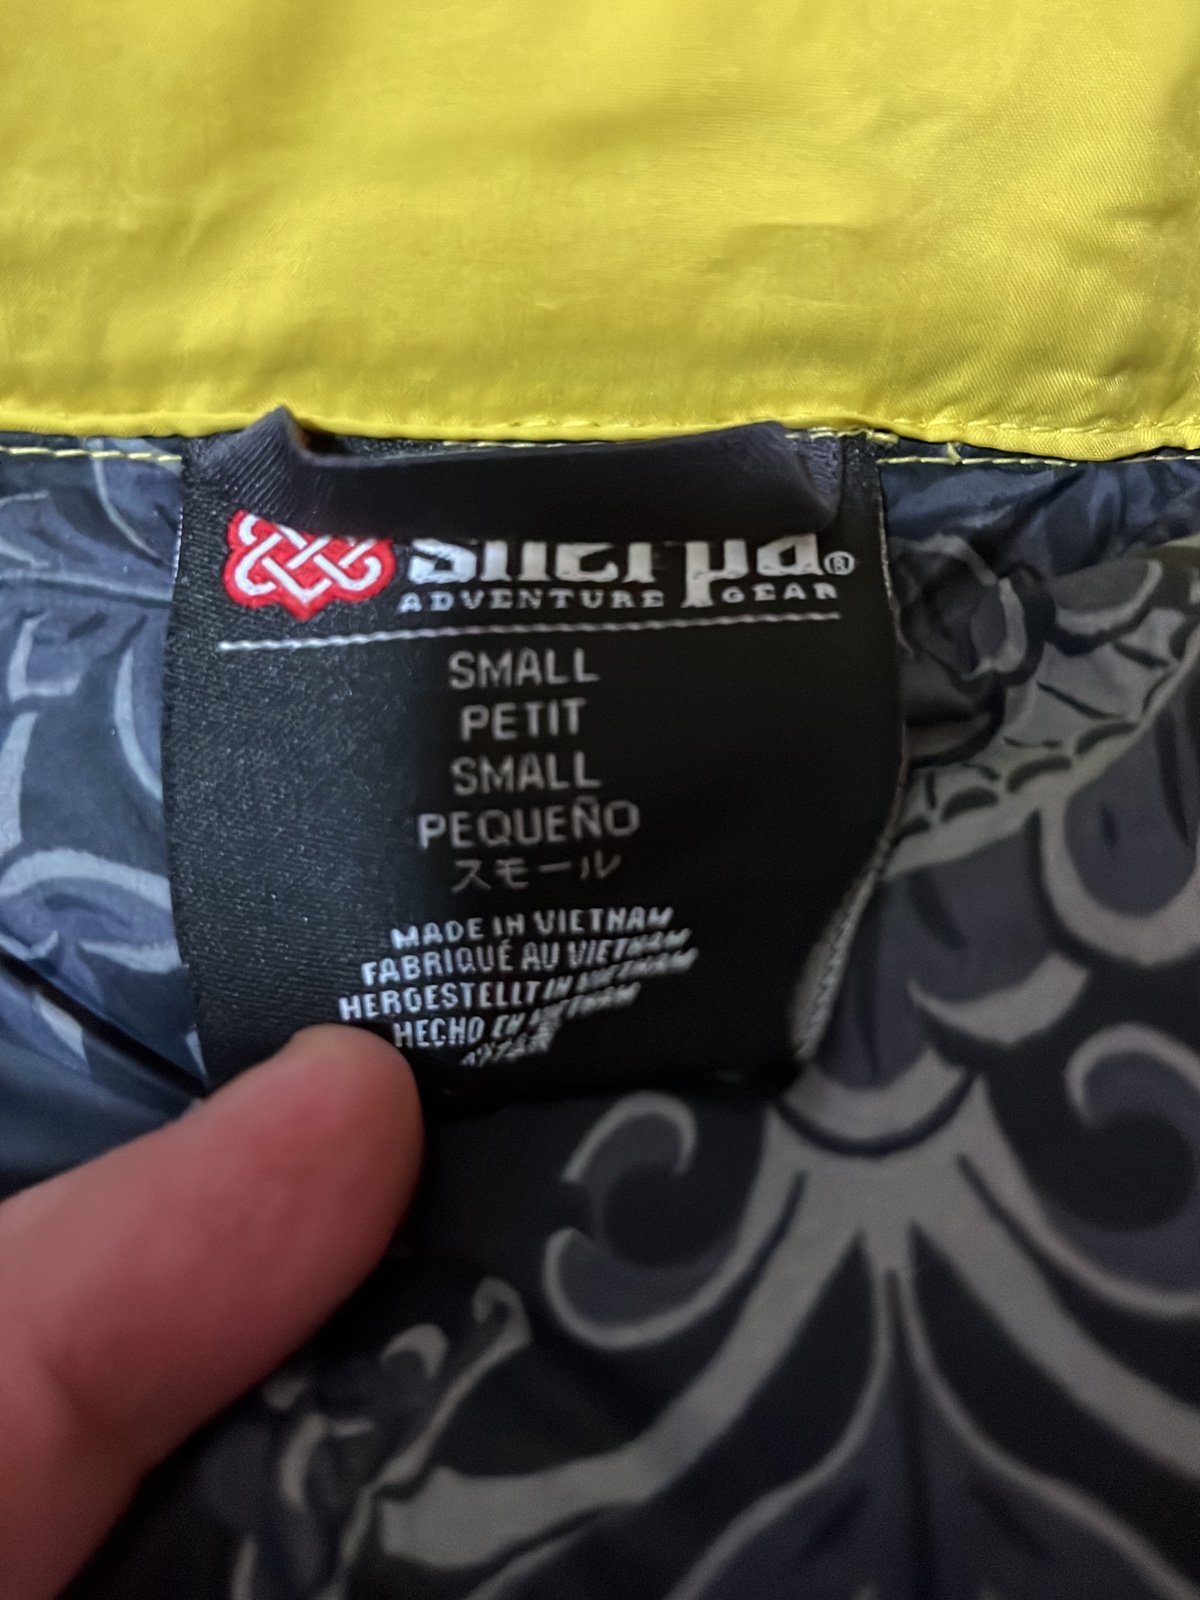 Sherpa®
ADVENTURE GEAR
SMALL
PETIT
SMALL
PEQUEÑO
スモール
MADE IN VIETNAM
FABRIQUÉ AU VIETNAM
HERGESTELLT IN VIETNAM
HECHO EN VIETNAM